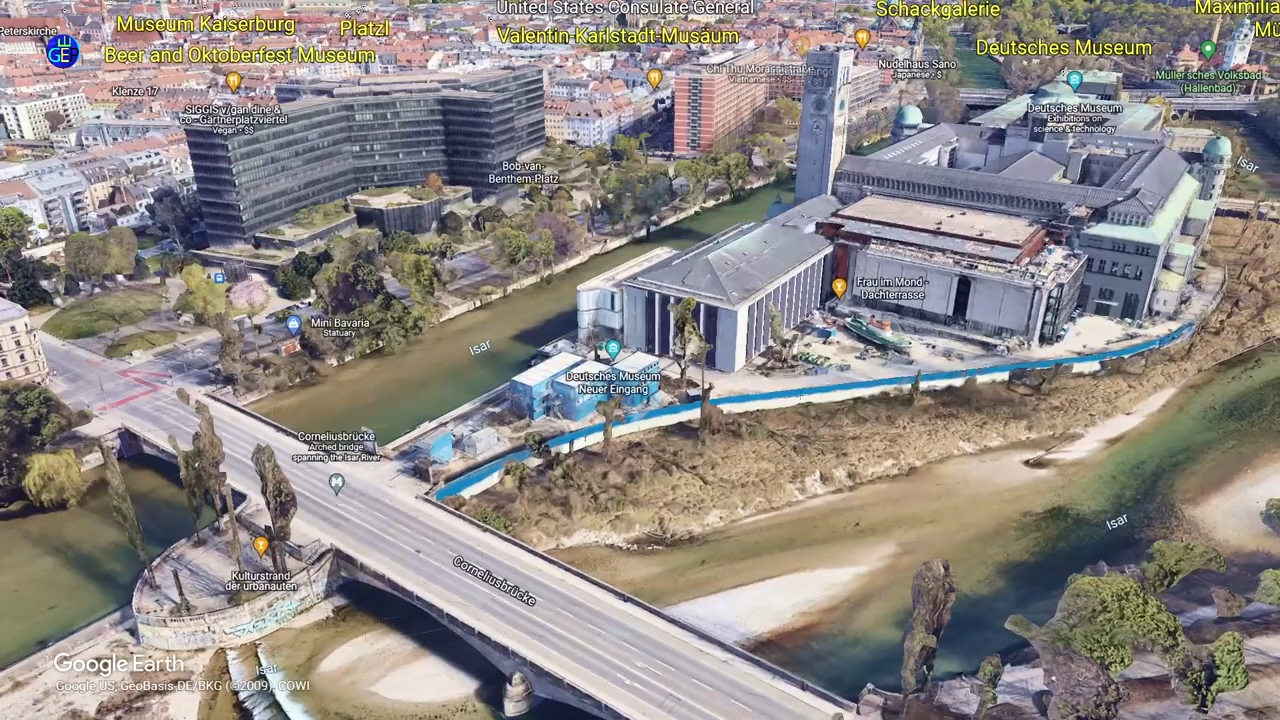 United States Consulate General
Schackgalerie
Maximilia
Museum Kaiserburg
Platzl
Mü
Peterskirche
Valentin-Karlstadt-Musäum
Deutsches Museum
GE
Beer and Oktoberfest Museum
Nudelhaus Sano
Japanese • $
Müller'sches Volksbad
(Hallenbad)
Klenze 17
Vietnamese • $$
SIGGIS v/gan dine &
co - Gärtnerplatzviertel
Vegan • $$
Deutsches Museum
Exhibitions on
science & technology
Bob-van-
Benthem-Platz
Isar
Frau im Mond -
Dachterrasse
Mini Bavaria
Statuary
Isar
Deutsches Museum
Neuer Eingang
Corneliusbrücke
Arched bridge
spanning the Isar River
Isar
Corneliusbrücke
Kulturstrand
der urbanauten
Google Earth
Isar
Google US, GeoBasis-DE/BKG (©2009), COWI